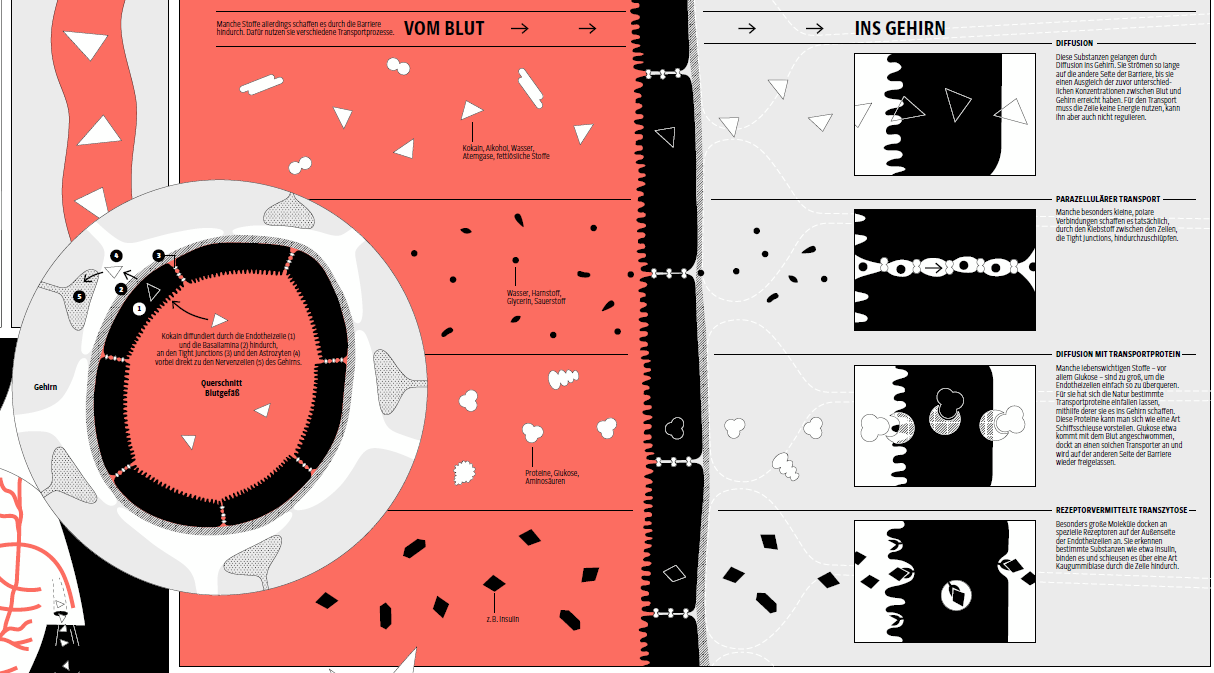 Manche Stoffe allerdings schaffen es durch die Barriere
hindurch. Dafür nutzen sie verschiedene Transportprozesse.
VOM BLUT
INS GEHIRN
DIFFUSION
Diese Substanzen gelangen durch
Diffusion ins Gehirn. Sie strömen so lange
auf die andere Seite der Barriere, bis sie
einen Ausgleich der zuvor unterschied-
lichen Konzentrationen zwischen Blut und
Gehirn erreicht haben. Für den Transport
muss die Zelle keine Energie nutzen, kann
ihn aber auch nicht regulieren.
Kokain, Alkohol, Wasser,
Atemgase, fettlösliche Stoffe
PARAZELLULÄRER TRANSPORT
Manche besonders kleine, polare
Verbindungen schaffen es tatsächlich,
durch den Klebstoff zwischen den Zellen,
die Tight Junctions, hindurchzuschlüpfen.
Wasser, Harnstoff,
Glycerin, Sauerstoff
4
3
2
5
1
Kokain diffundiert durch die Endothelzelle (1)
und die Basallamina (2) hindurch,
an den Tight Junctions (3) und den Astrozyten (4)
vorbei direkt zu den Nervenzellen (5) des Gehirns.
Gehirn
Querschnitt
Blutgefäß
DIFFUSION MIT TRANSPORTPROTEIN
Manche lebenswichtigen Stoffe – vor
allem Glukose – sind zu groß, um die
Endothelzellen einfach so zu überqueren.
Für sie hat sich die Natur bestimmte
Transportproteine einfallen lassen,
mithilfe derer sie es ins Gehirn schaffen.
Diese Proteine kann man sich wie eine Art
Schiffsschleuse vorstellen. Glukose etwa
kommt mit dem Blut angeschwommen,
dockt an einen solchen Transporter an und
wird auf der anderen Seite der Barriere
wieder freigelassen.
Proteine, Glukose,
Aminosäuren
REZEPTORVERMITTELTE TRANSZYTOSE
Besonders große Moleküle docken an
spezielle Rezeptoren auf der Außenseite
der Endothelzellen an. Sie erkennen
bestimmte Substanzen wie etwa Insulin,
binden es und schleusen es über eine Art
Kaugummiblase durch die Zelle hindurch.
z.B. Insulin